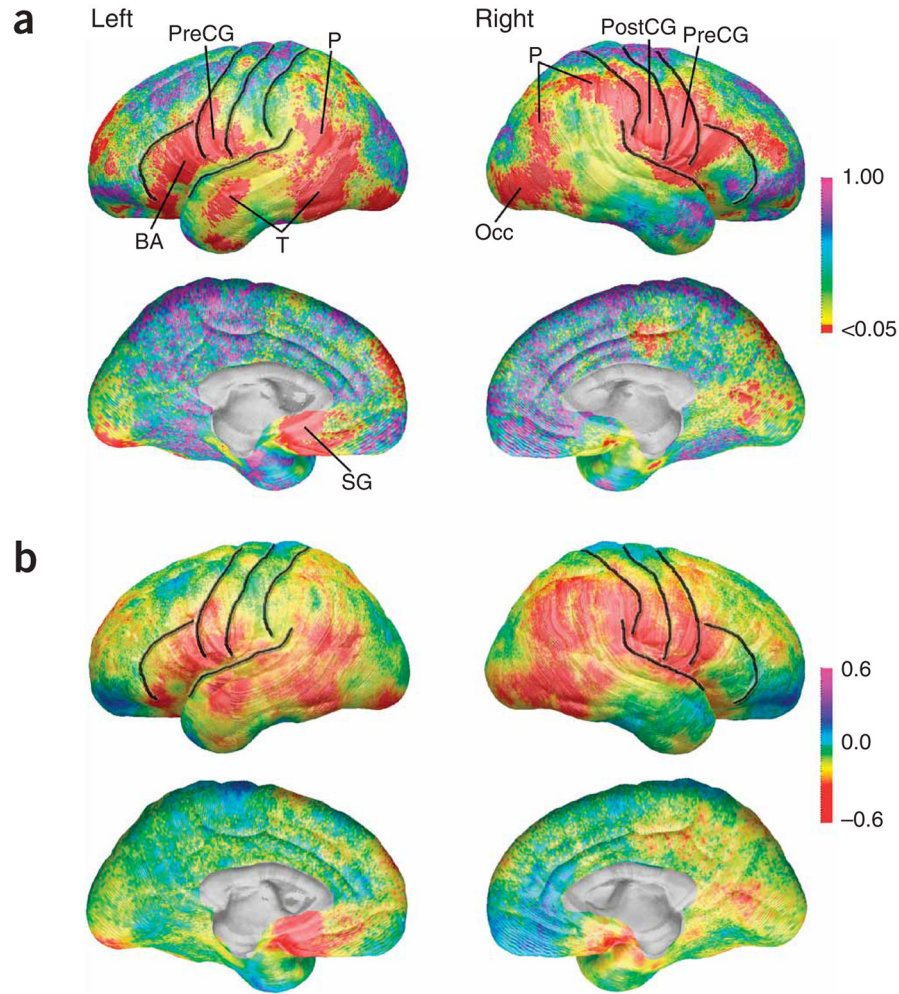 a
Left
Right
PreCG
P
P
PostCG
PreCG
BA
T
Occ
1.00
<0.05
SG
b
0.6
0.0
–0.6